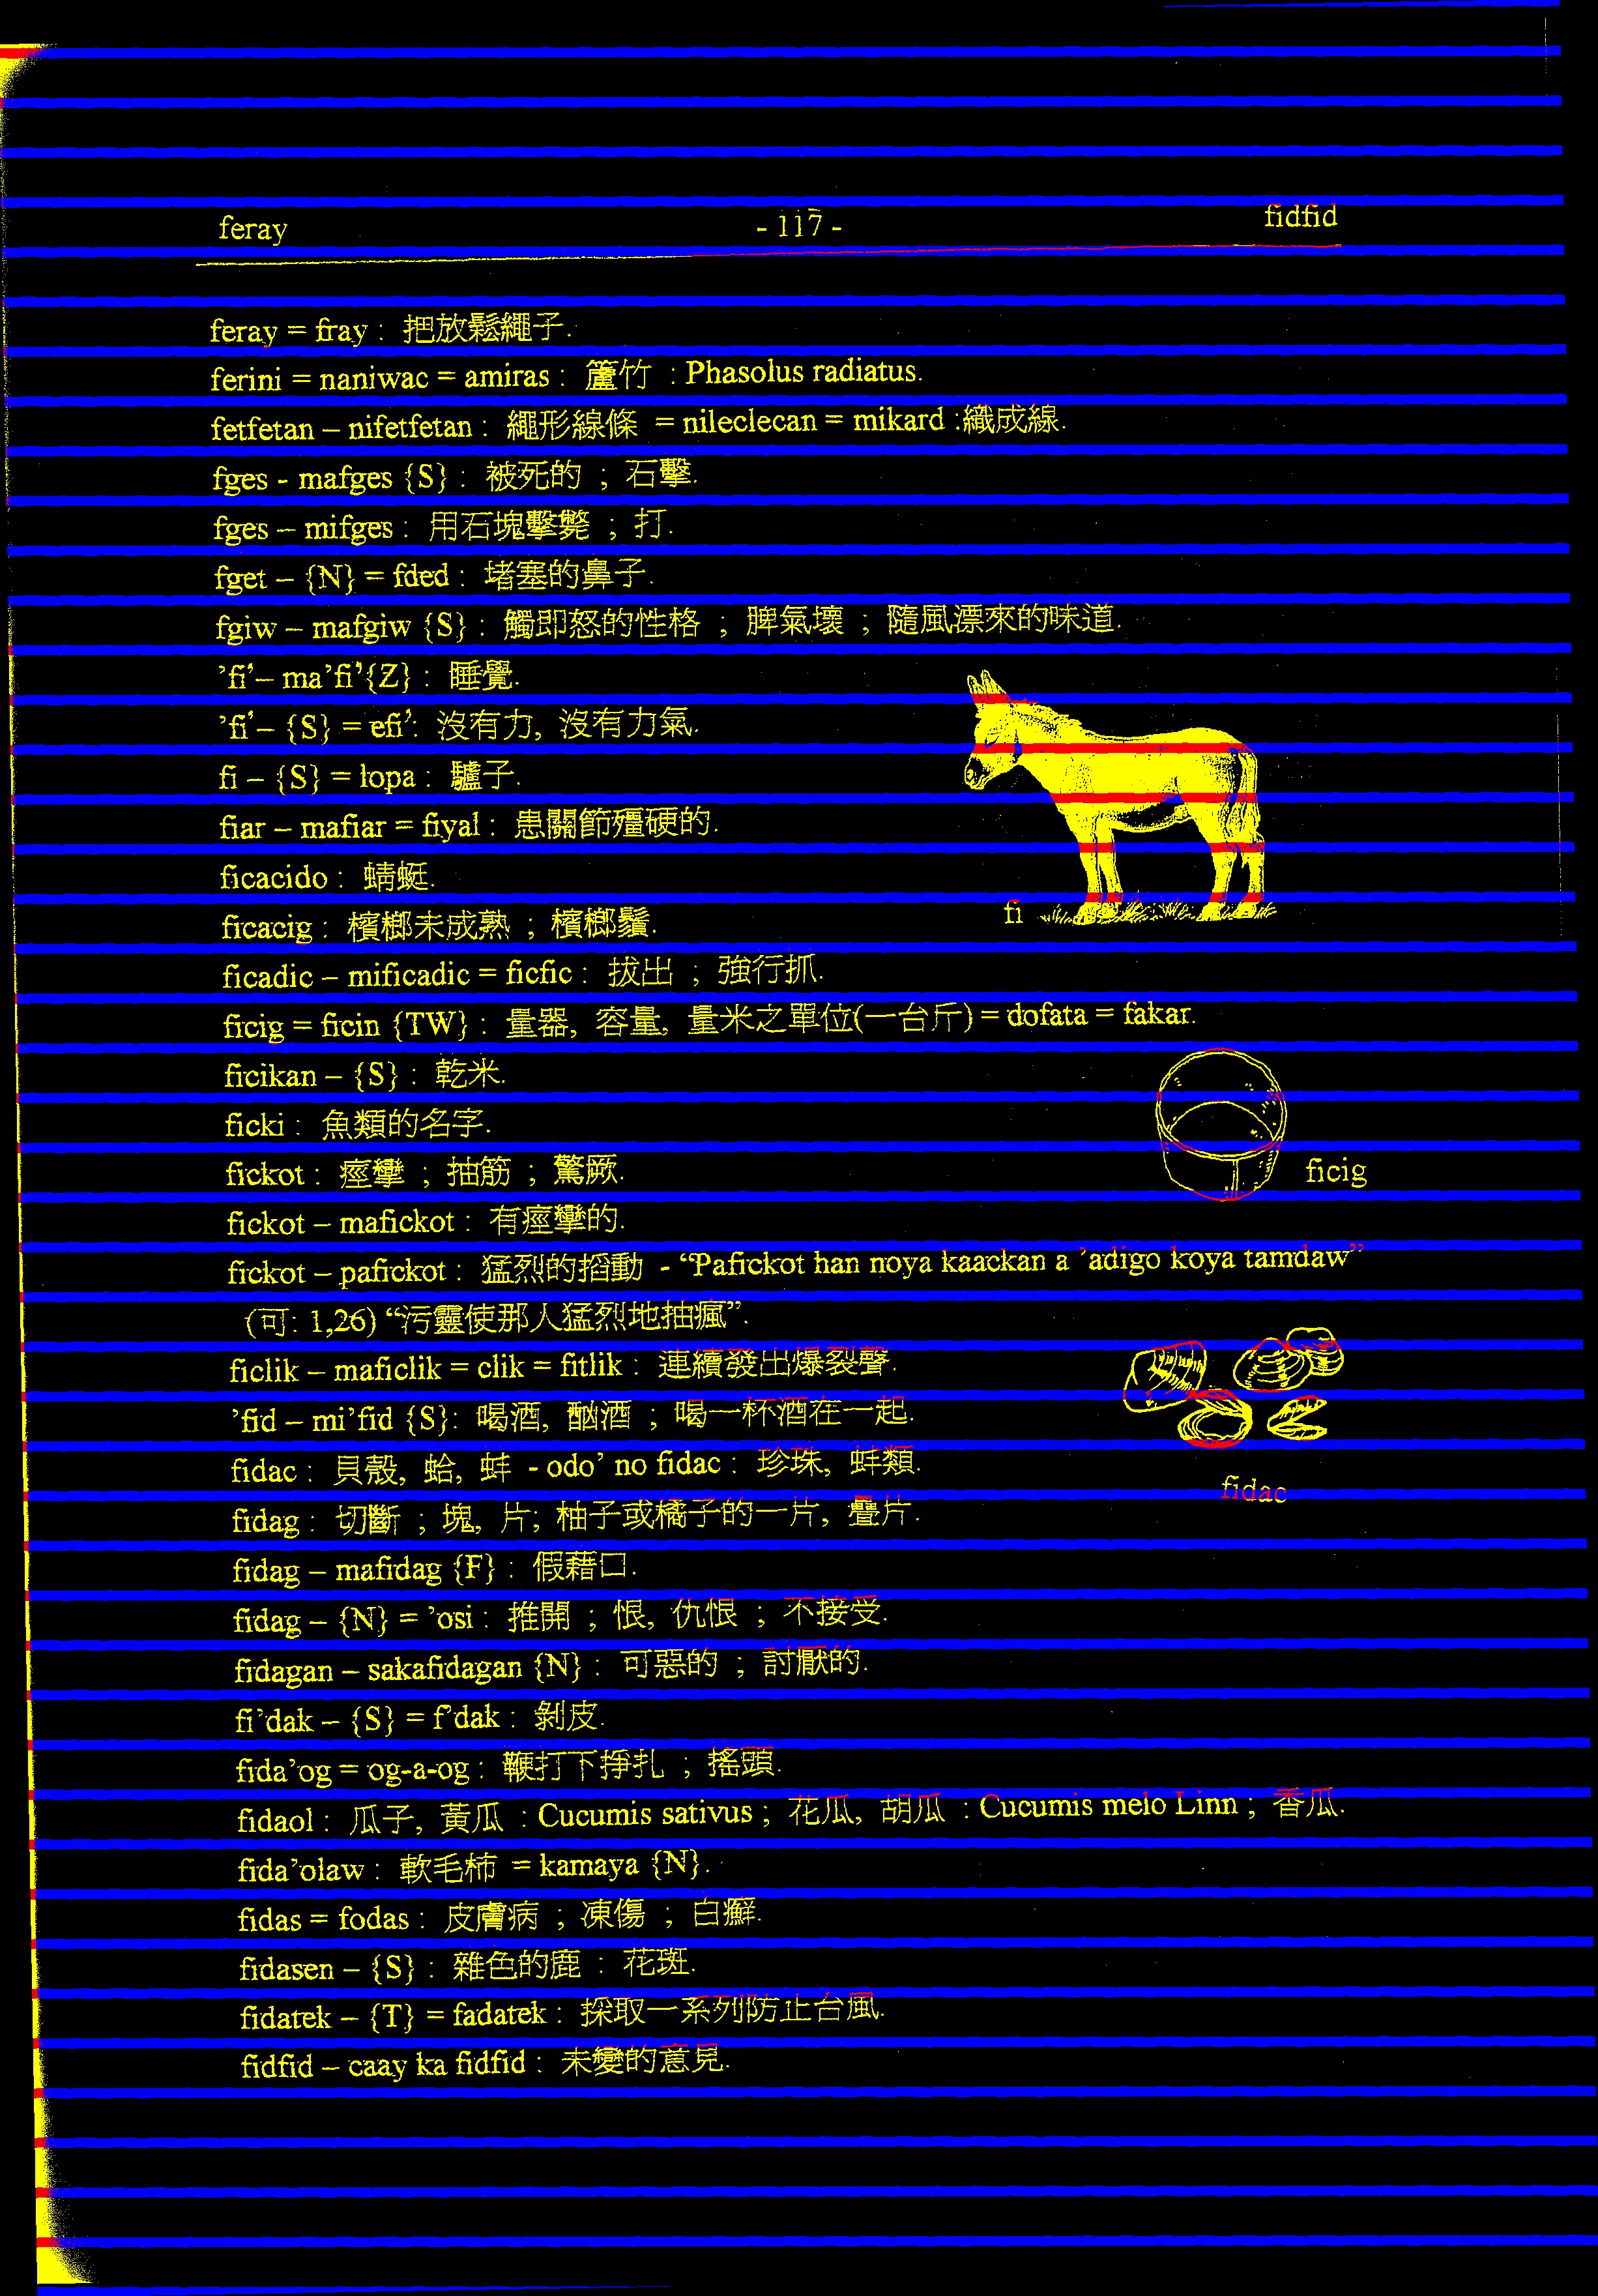 feray - 117 - fidfid
feray = fray : 把放鬆繩子.
ferini = naniwac = amiras : 籚竹 : Phasolus radiatus.
fetfetan – nifetfetan : 繩形線條 = nileclecan = mikard :織成線.
fges - mafges {S} : 被死的 ; 石擊.
fges – mifges : 用石塊擊斃 ; 打.
fget – {N} = fded : 堵塞的鼻子.
fgiw – mafgiw {S} : 觸即怒的性格 ; 脾氣壞 ; 隨風漂來的味道.
’fi’– ma’fi’{Z} : 睡覺.
’fi’– {S} = efi’: 沒有力, 沒有力氣.
fi – {S} = lopa : 驢子.
fiar – mafiar = fiyal : 患關節殭硬的.
ficacido : 蜻蜓.
fi
ficacig : 檳榔未成熟 ; 檳榔鬚.
ficadic – mificadic = ficfic : 拔出 ; 強行抓.
ficig = ficin {TW} : 量器, 容量, 量米之單位(一台斤) = dofata = fakar.
ficikan – {S} : 乾米.
ficki : 魚類的名字.
fickot : 痙攣 ; 抽筋 ; 驚厥.
ficig
fickot – mafickot : 有痙攣的.
fickot – pafickot : 猛烈的搯動 - “Pafickot han noya kaackan a ’adigo koya tamdaw”
(可: 1,26) “污靈使那人猛烈地抽瘋”.
ficlik – maficlik = clik = fitlik : 連續發出爆裂聲.
’fid – mi’fid {S}: 喝酒, 酗酒 ; 喝一杯酒在一起.
fidac : 貝殼, 蛤, 蚌 - odo’ no fidac : 珍珠, 蚌類.
fidac
fidag : 切斷 ; 塊, 片; 柚子或橘子的一片, 疊片.
fidag – mafidag {F} : 假藉口.
fidag – {N} = ’osi : 推開 ; 恨, 仇恨 ; 不接受.
fidagan – sakafidagan {N} : 可惡的 ; 討厭的.
fi’dak – {S} = f’dak : 剝皮.
fida’og = og-a-og : 鞭打下掙扎 ; 搖頭.
fidaol : 瓜子, 黃瓜 : Cucumis sativus ; 花瓜, 胡瓜 : Cucumis melo Linn ; 香瓜.
fida’olaw : 軟毛柿 = kamaya {N}.
fidas = fodas : 皮膚病 ; 凍傷 ; 白癬.
fidasen – {S} : 雜色的鹿 : 花斑.
fidatek – {T} = fadatek : 採取一系列防止台風.
fidfid – caay ka fidfid : 未變的意見.